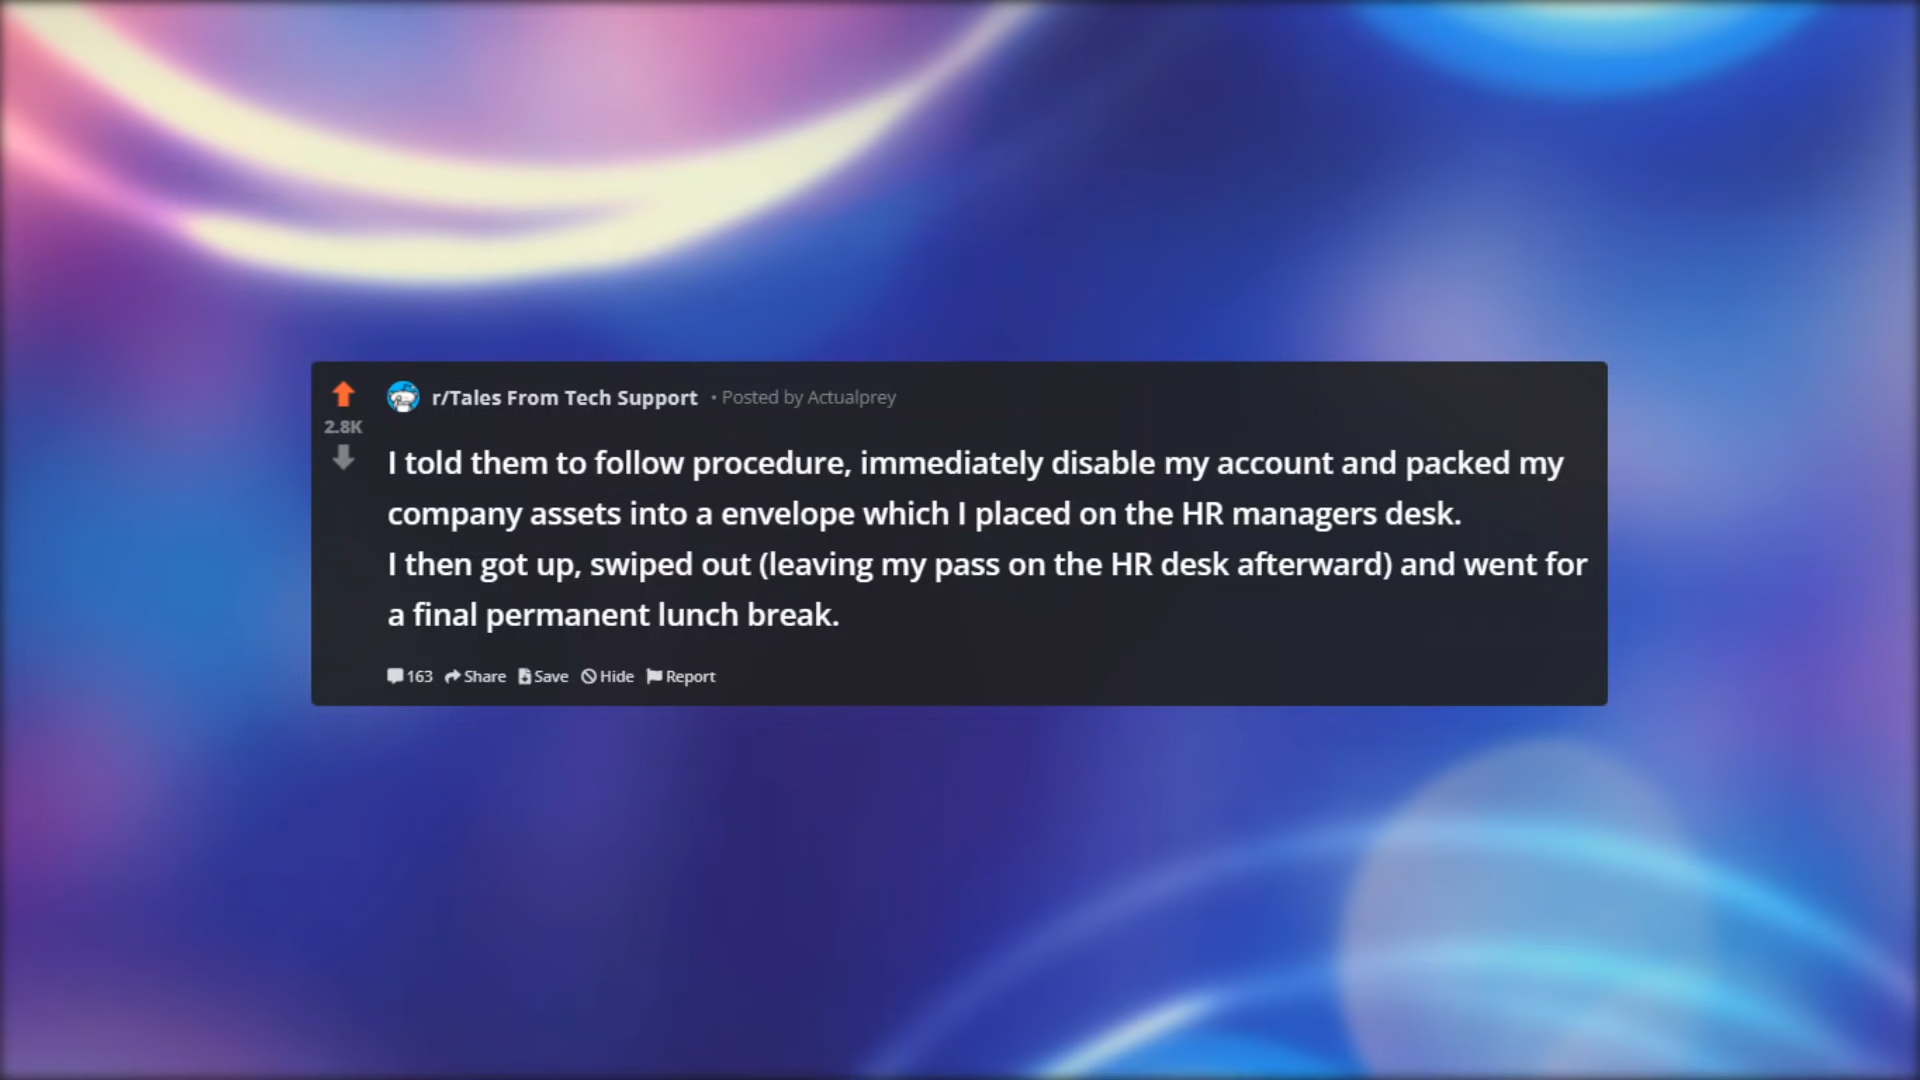 r/Tales From Tech Support • Posted by Actualprey
2.8K
I told them to follow procedure, immediately disable my account and packed my
company assets into a envelope which I placed on the HR managers desk.
I then got up, swiped out (leaving my pass on the HR desk afterward) and went for
a final permanent lunch break.
163 Share Save Hide Report